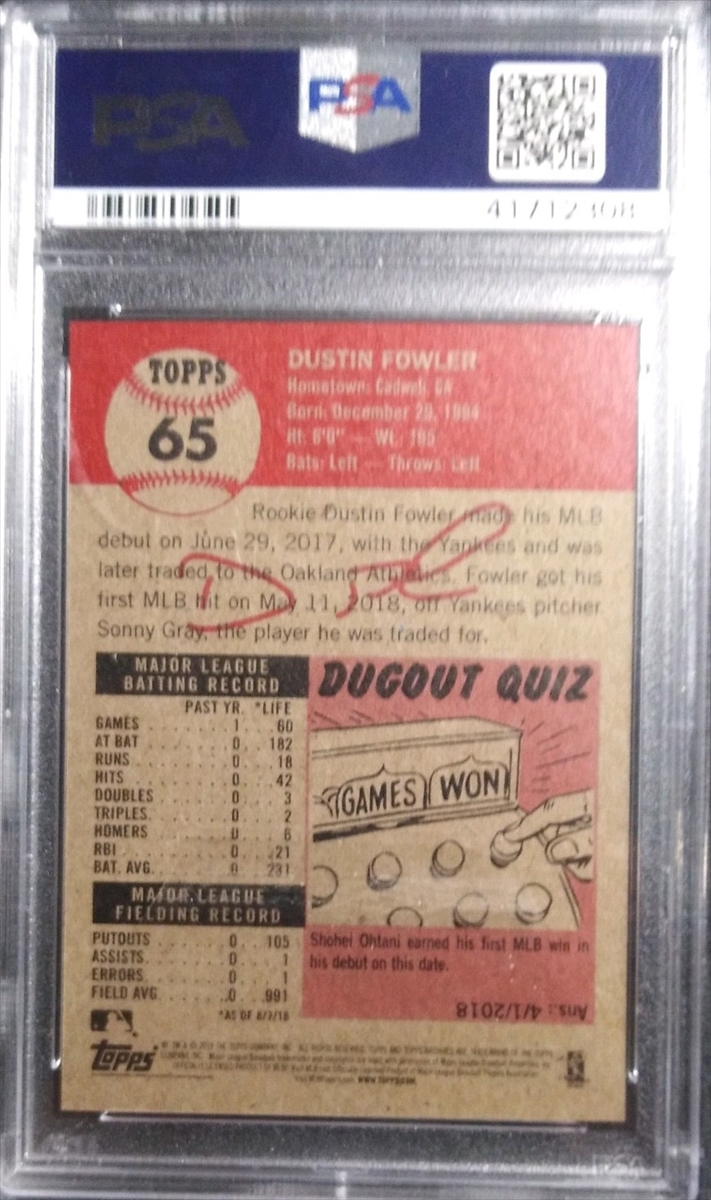 PSA
PSA
41712308
TOPPS
65
DUSTIN FOWLER
Hometown: Cadwell, GA
Born: December 29, 1994
Ht: 6'0" — Wt.: 195
Bats: Left — Throws: Left
Rookie Dustin Fowler made his MLB
debut on June 29, 2017, with the Yankees and was
later traded to the Oakland Athletics. Fowler got his
first MLB hit on May 11, 2018, off Yankees pitcher
Sonny Gray, the player he was traded for.
MAJOR LEAGUE
BATTING RECORD
PAST YR. *LIFE
GAMES 1 60
AT BAT 0 182
RUNS 0 18
HITS 0 42
DOUBLES 0 3
TRIPLES 0 2
HOMERS 0 6
RBI 0 21
BAT. AVG. 0 .231
MAJOR LEAGUE
FIELDING RECORD
PUTOUTS 0 105
ASSISTS 0 1
ERRORS 0 1
FIELD AVG .0 .991
*AS OF 8/7/18
DUGOUT QUIZ
GAMES WON
Shohei Ohtani earned his first MLB win in
his debut on this date.
Ans.: 4/1/2018
Topps
www.topps.com